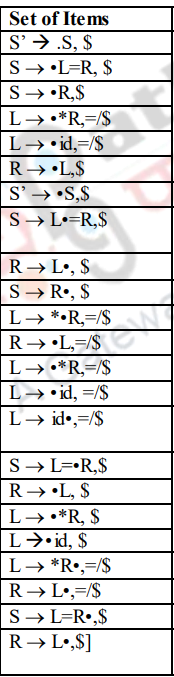 Set of Items
S' → .S, $
S → •L=R, $
S → •R,$
L → •*R,=/$
L → •id,=/$
R → •L,$
S' → •S,$
S → L•=R,$
R → L•, $
S → R•, $
L → *•R,=/$
R → •L,=/$
L → •*R,=/$
L → •id, =/$
L → id•,=/$
S → L=•R,$
R → •L, $
L → •*R, $
L → •id, $
L → *R•,=/$
R → L•,=/$
S → L=R•,$
R → L•,$]